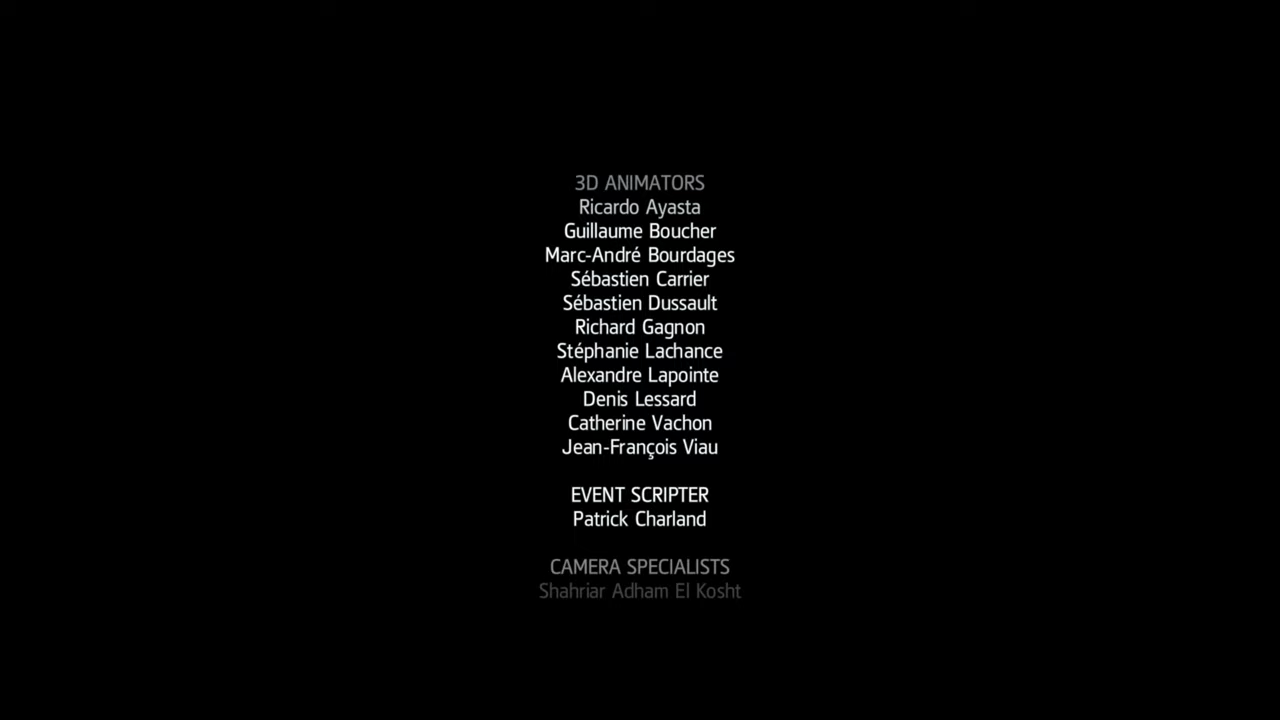 3D ANIMATORS
Ricardo Ayasta
Guillaume Boucher
Marc-André Bourdages
Sébastien Carrier
Sébastien Dussault
Richard Gagnon
Stéphanie Lachance
Alexandre Lapointe
Denis Lessard
Catherine Vachon
Jean-François Viau
EVENT SCRIPTER
Patrick Charland
CAMERA SPECIALISTS
Shahriar Adham El Kosht